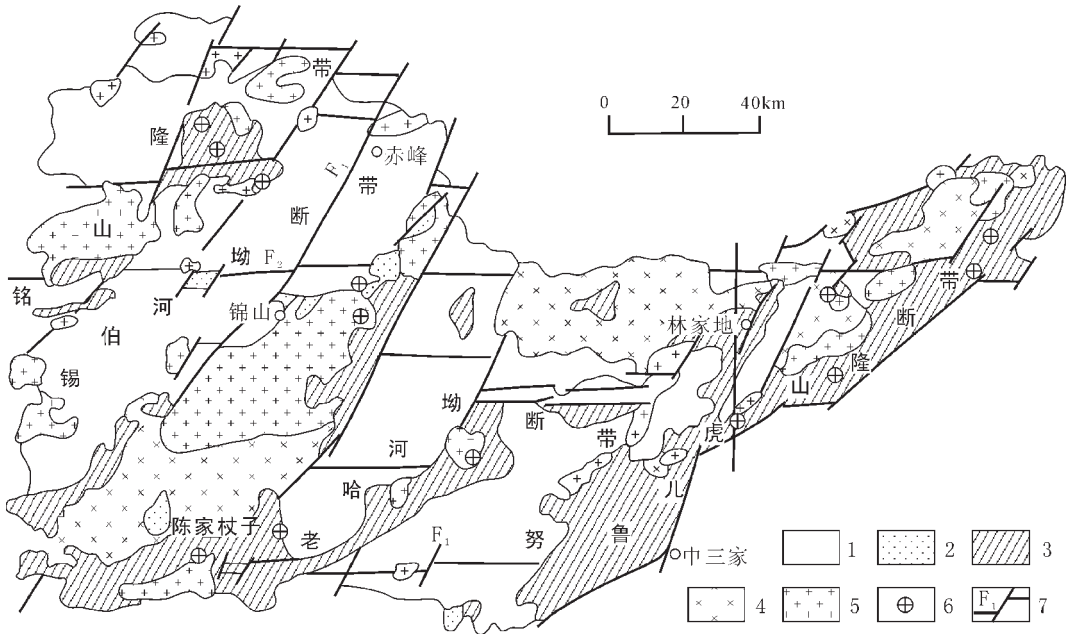 带
0 20 40km
隆
赤峰
F₁
带
断
山
坳 F₂
铭
河
锦山
伯
林家地
带
断
锡
隆
山
坳
断
带
虎
河
儿
哈
陈家杖子
老
F₁
努
鲁
中三家
1 2 3
4 5 6 F₁ 7